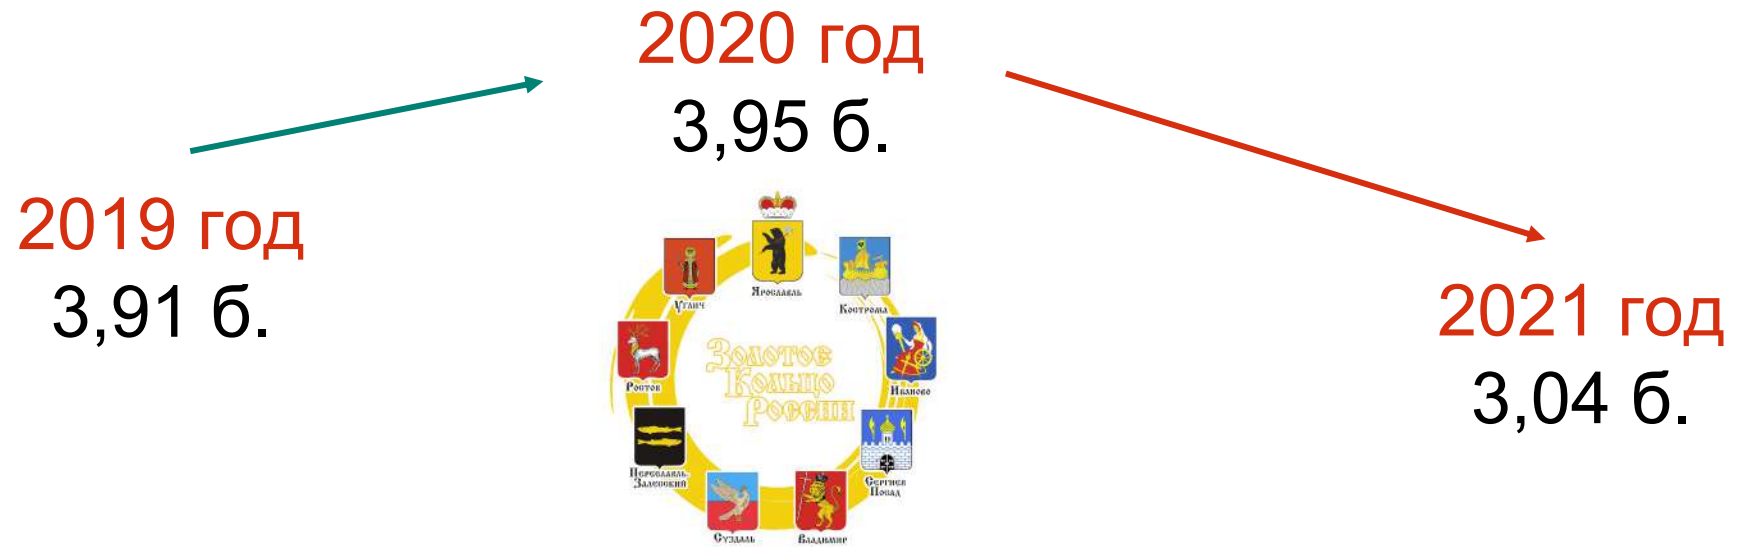 2020 год
3,95 б.
2019 год
3,91 б.
2021 год
3,04 б.
Ярославль
Углич
Кострома
Ростов
Золотое
Кольцо
России
Иваново
Переславль-
Залесский
Сергиев
Посад
Суздаль
Владимир